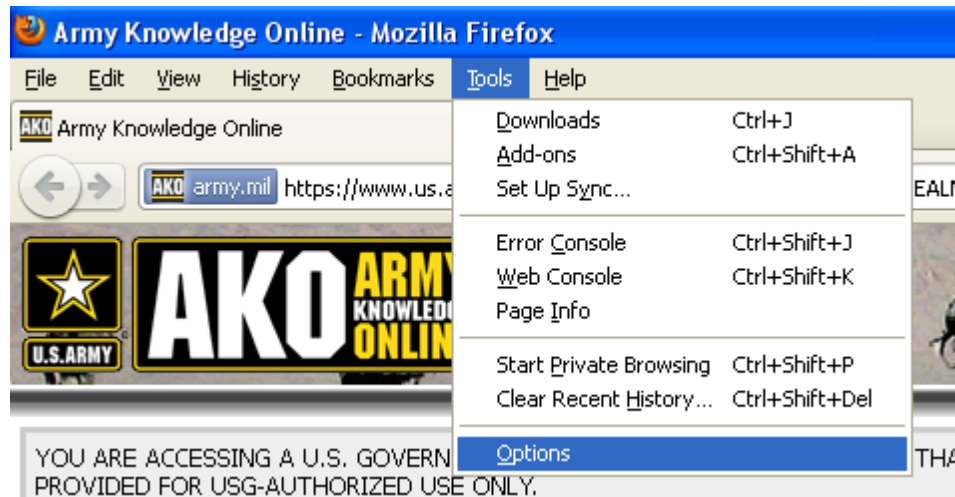 Army Knowledge Online - Mozilla Firefox
File Edit View History Bookmarks Tools Help
AKO Army Knowledge Online
Downloads Ctrl+J
Add-ons Ctrl+Shift+A
Set Up Sync...
AKO army.mil https://www.us.a
Error Console Ctrl+Shift+J
Web Console Ctrl+Shift+K
Page Info
U.S.ARMY
AKO ARMY
KNOWLED
ONLIN
Start Private Browsing Ctrl+Shift+P
Clear Recent History... Ctrl+Shift+Del
Options
YOU ARE ACCESSING A U.S. GOVERN THA
PROVIDED FOR USG-AUTHORIZED USE ONLY.